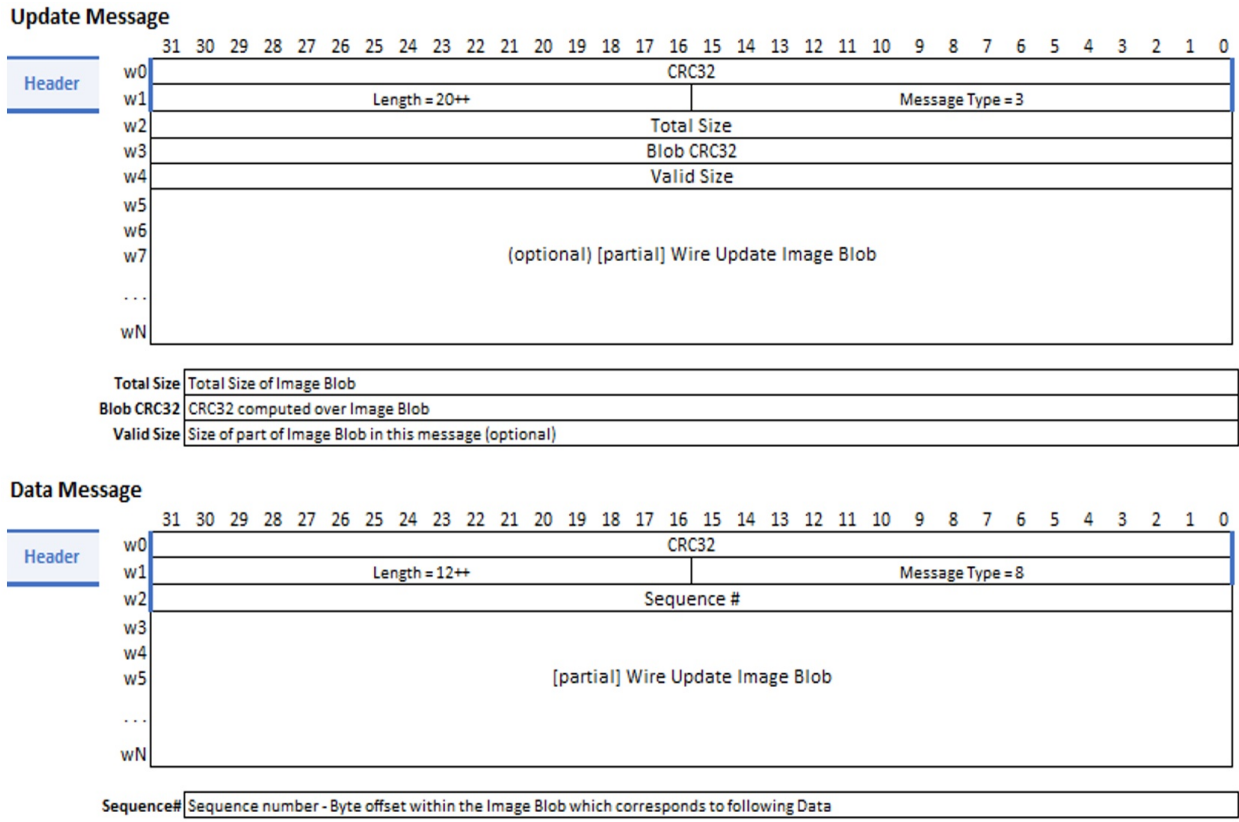 Update Message
31 30 29 28 27 26 25 24 23 22 21 20 19 18 17 16 15 14 13 12 11 10 9 8 7 6 5 4 3 2 1 0
Header
w0 CRC32
w1 Length = 20++ Message Type = 3
w2 Total Size
w3 Blob CRC32
w4 Valid Size
w5
w6
w7 (optional) [partial] Wire Update Image Blob
...
wN
Total Size Total Size of Image Blob
Blob CRC32 CRC32 computed over Image Blob
Valid Size Size of part of Image Blob in this message (optional)
Data Message
31 30 29 28 27 26 25 24 23 22 21 20 19 18 17 16 15 14 13 12 11 10 9 8 7 6 5 4 3 2 1 0
Header
w0 CRC32
w1 Length = 12++ Message Type = 8
w2 Sequence #
w3
w4
w5 [partial] Wire Update Image Blob
...
wN
Sequence# Sequence number - Byte offset within the Image Blob which corresponds to following Data